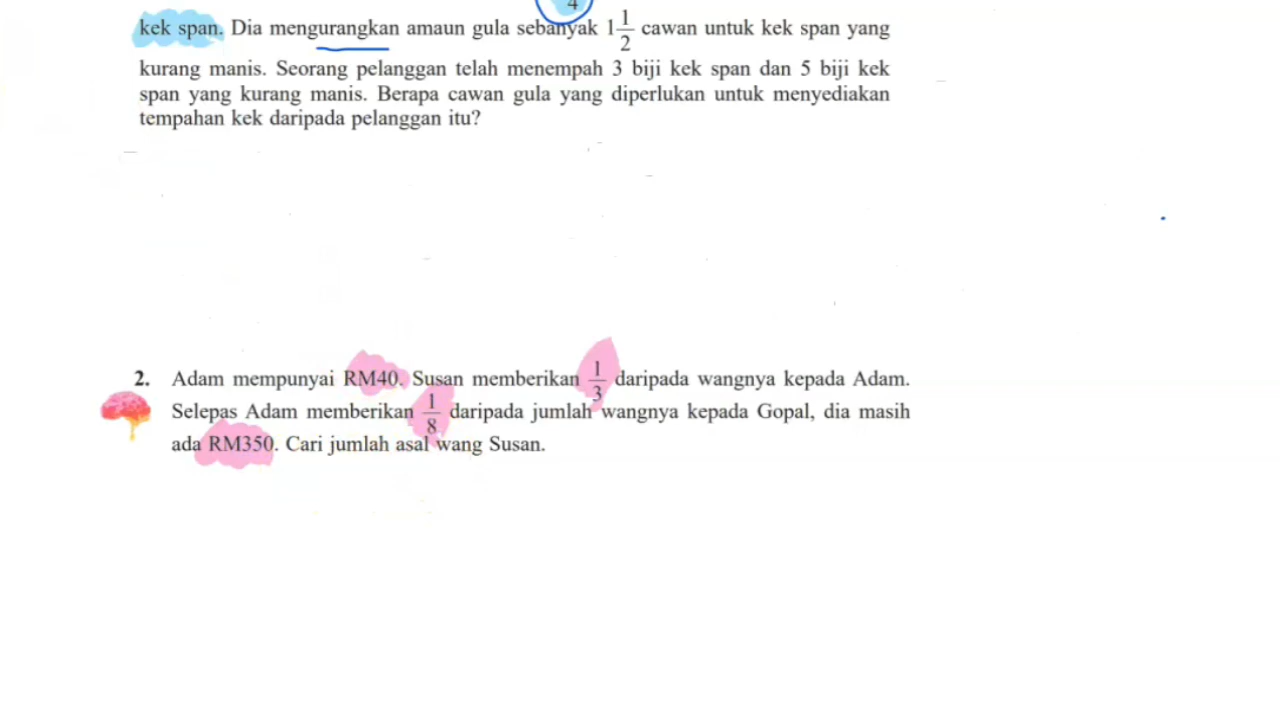 4
kek span. Dia mengurangkan amaun gula sebanyak 1 1/2 cawan untuk kek span yang
kurang manis. Seorang pelanggan telah menempah 3 biji kek span dan 5 biji kek
span yang kurang manis. Berapa cawan gula yang diperlukan untuk menyediakan
tempahan kek daripada pelanggan itu?
2. Adam mempunyai RM40. Susan memberikan 1/3 daripada wangnya kepada Adam.
Selepas Adam memberikan 1/8 daripada jumlah wangnya kepada Gopal, dia masih
ada RM350. Cari jumlah asal wang Susan.